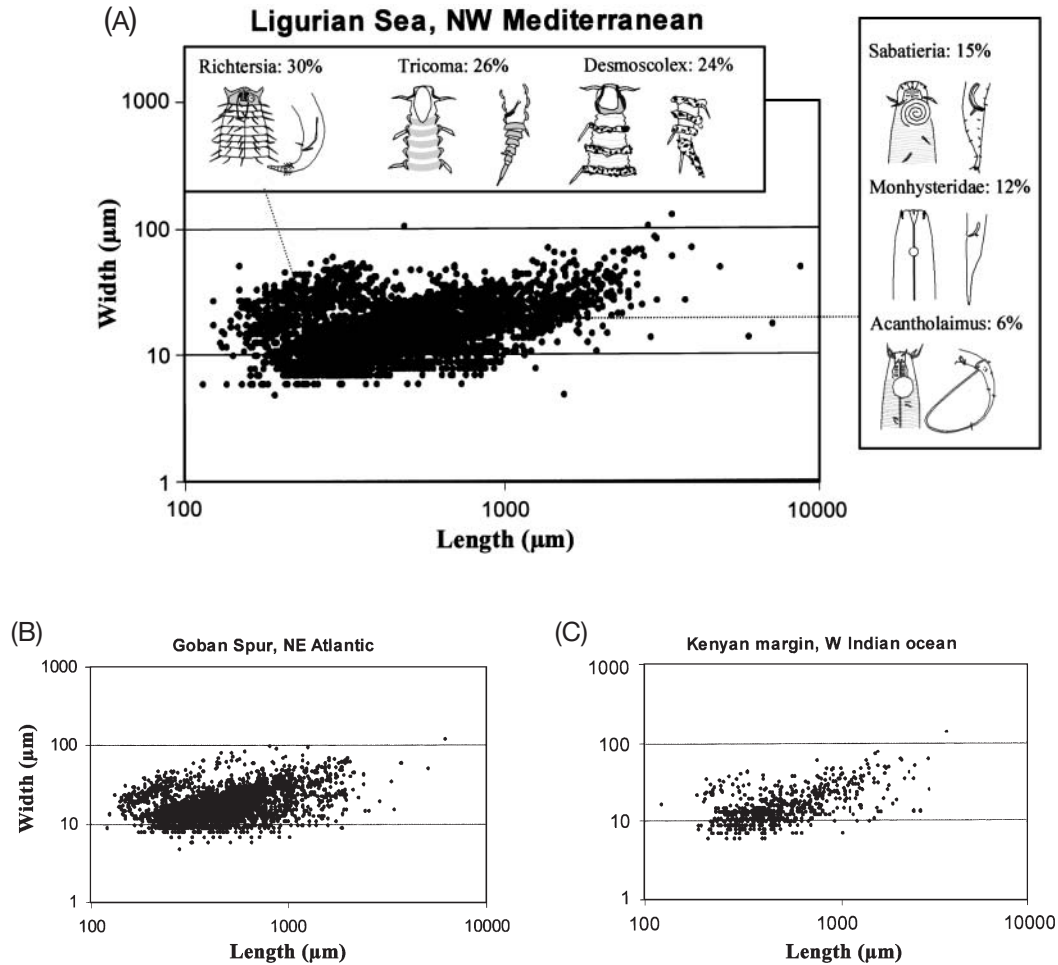 (A)
Ligurian Sea, NW Mediterranean
Richtersia: 30%
Tricoma: 26%
Desmoscolex: 24%
Sabatieria: 15%
Monhysteridae: 12%
Acantholaimus: 6%
1000
100
10
1
Width (µm)
100
1000
10000
Length (µm)
(B)
Goban Spur, NE Atlantic
1000
100
10
1
Width (µm)
100
1000
10000
Length (µm)
(C)
Kenyan margin, W Indian ocean
1000
100
10
1
100
1000
10000
Length (µm)